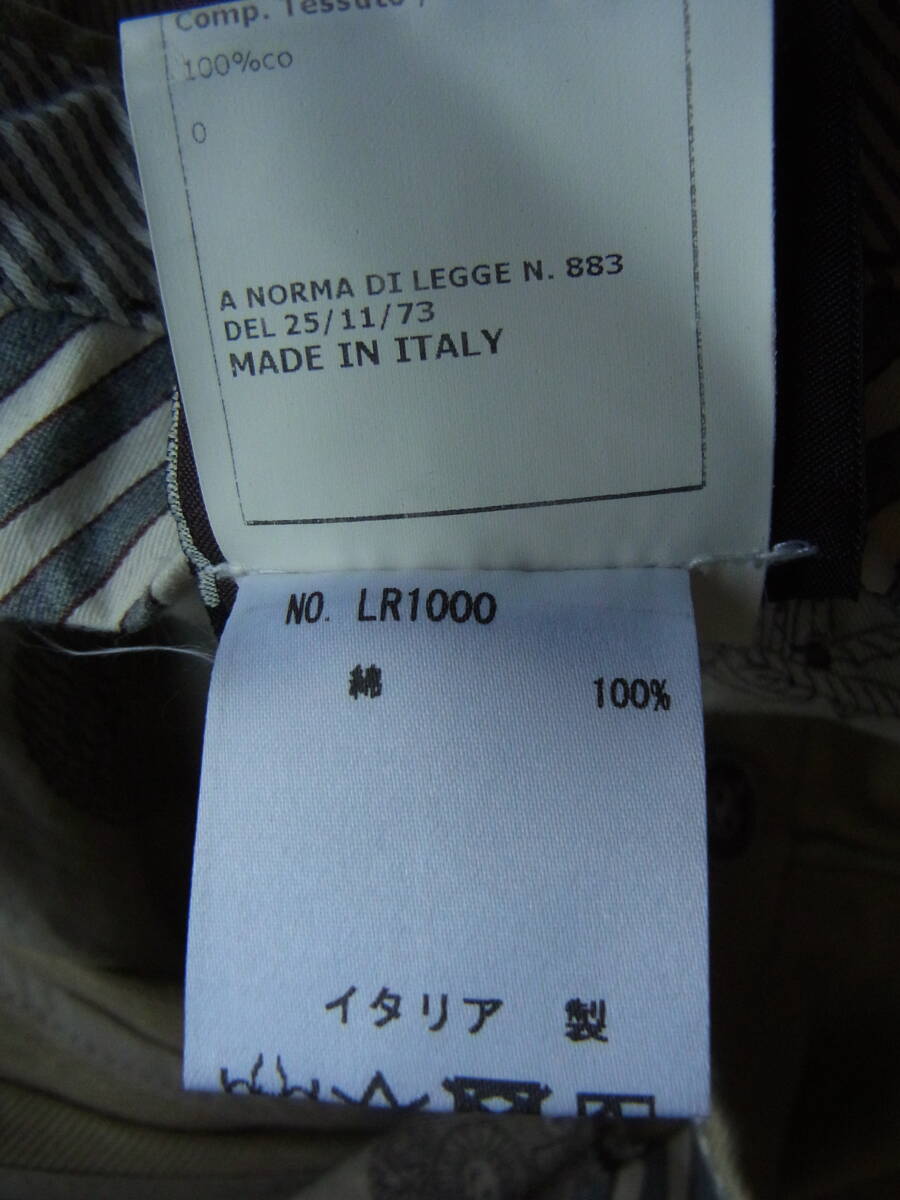 Comp. Tessuto /
100%co
0
A NORMA DI LEGGE N. 883
DEL 25/11/73
MADE IN ITALY
NO. LR1000
綿 100%
イタリア 製